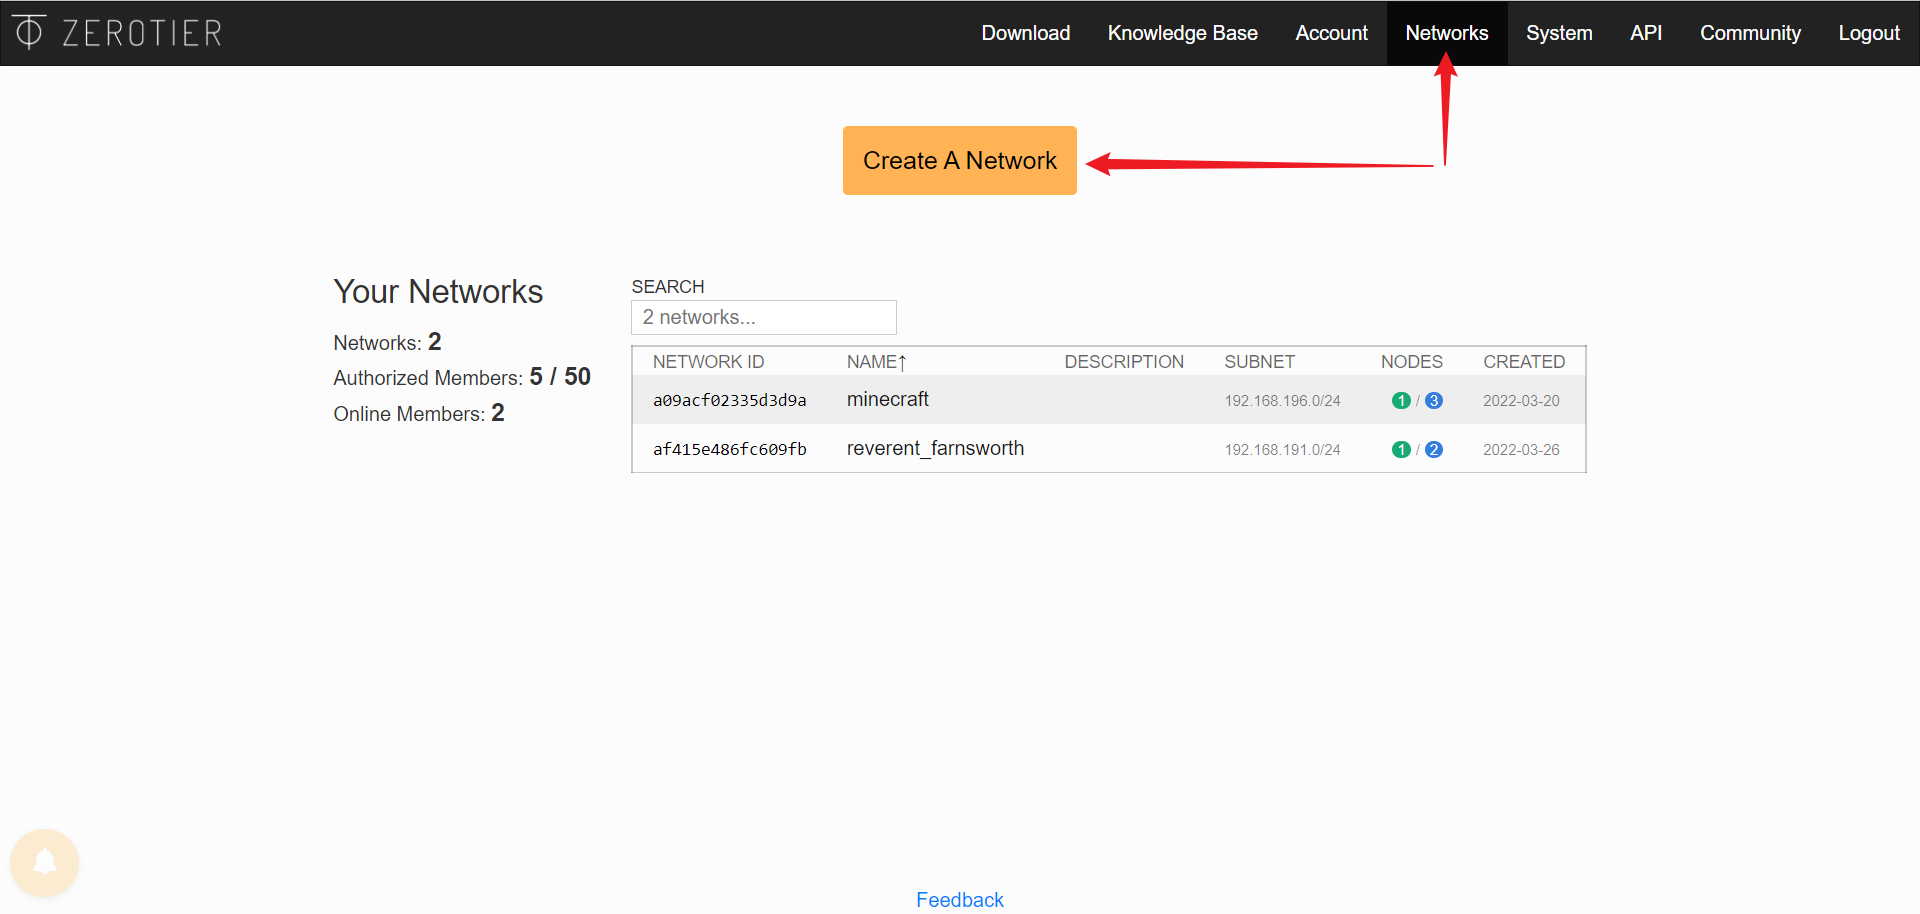 ZEROTIER Download Knowledge Base Account Networks System API Community Logout
Create A Network
Your Networks
Networks: 2
Authorized Members: 5 / 50
Online Members: 2
SEARCH
2 networks...
NETWORK ID NAME↑ DESCRIPTION SUBNET NODES CREATED
a09acf02335d3d9a minecraft 192.168.196.0/24 1 / 3 2022-03-20
af415e486fc609fb reverent_farnsworth 192.168.191.0/24 1 / 2 2022-03-26
Feedback